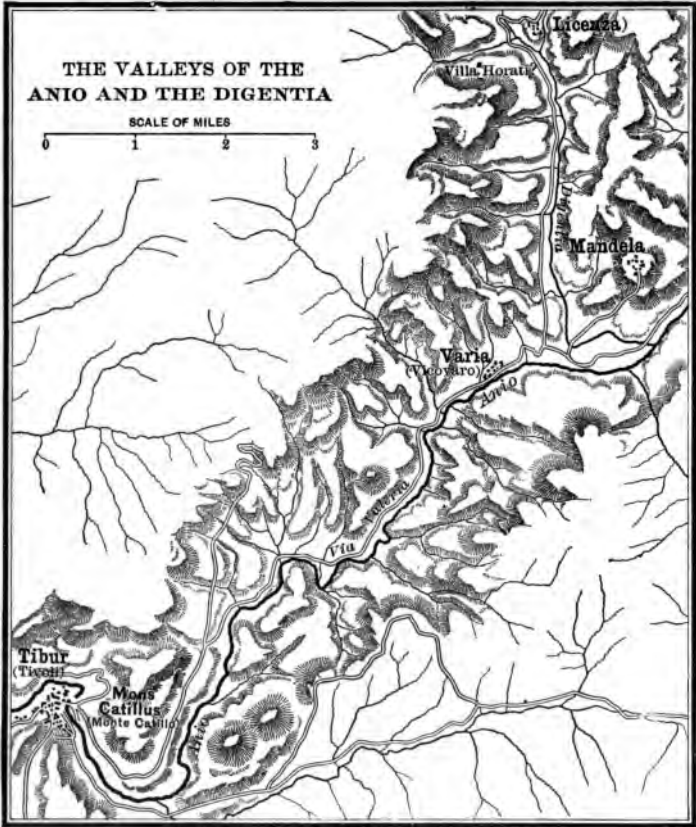 THE VALLEYS OF THE
ANIO AND THE DIGENTIA
SCALE OF MILES
0 1 2 3
Licenza)
Villa Horati?
Digentia
Mandela
Varia
(Vicovaro)
Anio
Via Valeria
Tibur
(Tivoli)
Mons
Catillus
(Monte Catillo)
Anio